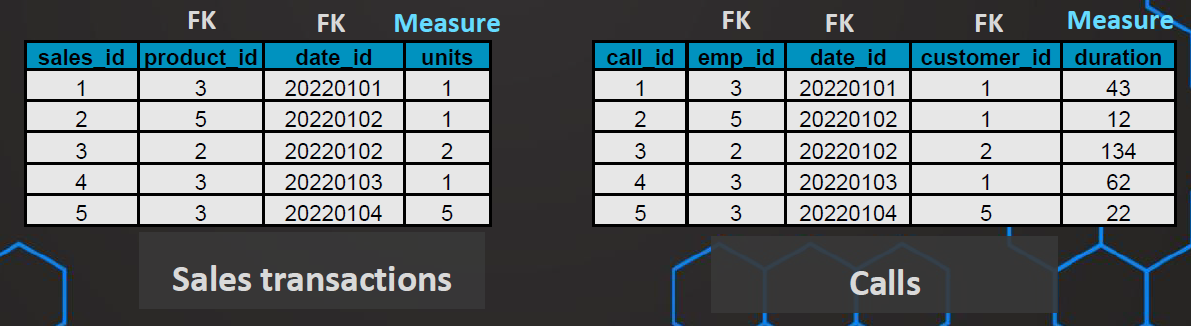 FK FK Measure
sales_id product_id date_id units
1 3 20220101 1
2 5 20220102 1
3 2 20220102 2
4 3 20220103 1
5 3 20220104 5
Sales transactions
FK FK FK Measure
call_id emp_id date_id customer_id duration
1 3 20220101 1 43
2 5 20220102 1 12
3 2 20220102 2 134
4 3 20220103 1 62
5 3 20220104 5 22
Calls